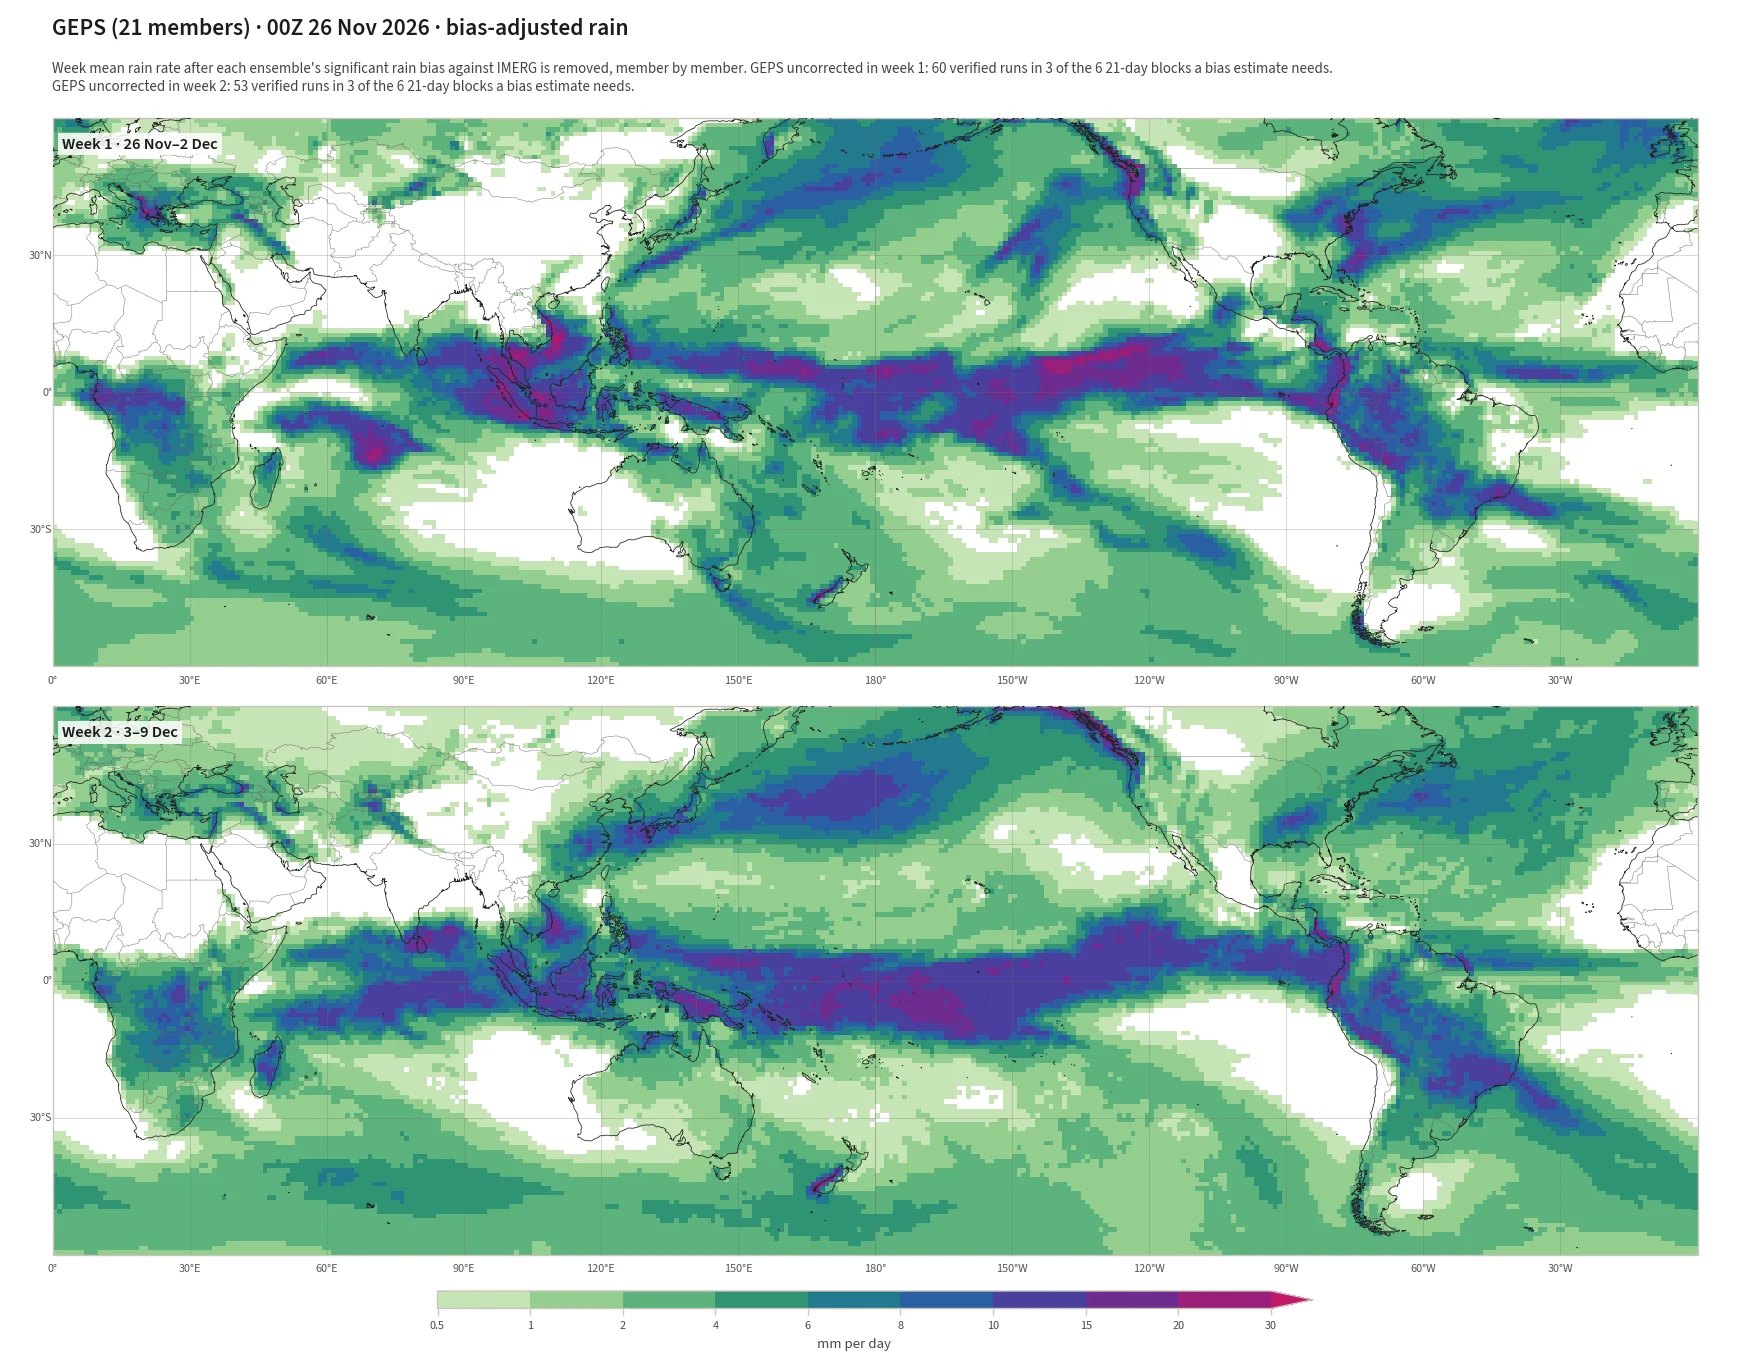 GEPS (21 members) · 00Z 26 Nov 2026 · bias-adjusted rain
Week mean rain rate after each ensemble's significant rain bias against IMERG is removed, member by member. GEPS uncorrected in week 1: 60 verified runs in 3 of the 6 21-day blocks a bias estimate needs.
GEPS uncorrected in week 2: 53 verified runs in 3 of the 6 21-day blocks a bias estimate needs.
Week 1 · 26 Nov–2 Dec
30°N
0°
30°S
0° 30°E 60°E 90°E 120°E 150°E 180° 150°W 120°W 90°W 60°W 30°W
Week 2 · 3–9 Dec
30°N
0°
30°S
0° 30°E 60°E 90°E 120°E 150°E 180° 150°W 120°W 90°W 60°W 30°W
0.5 1 2 4 6 8 10 15 20 30
mm per day